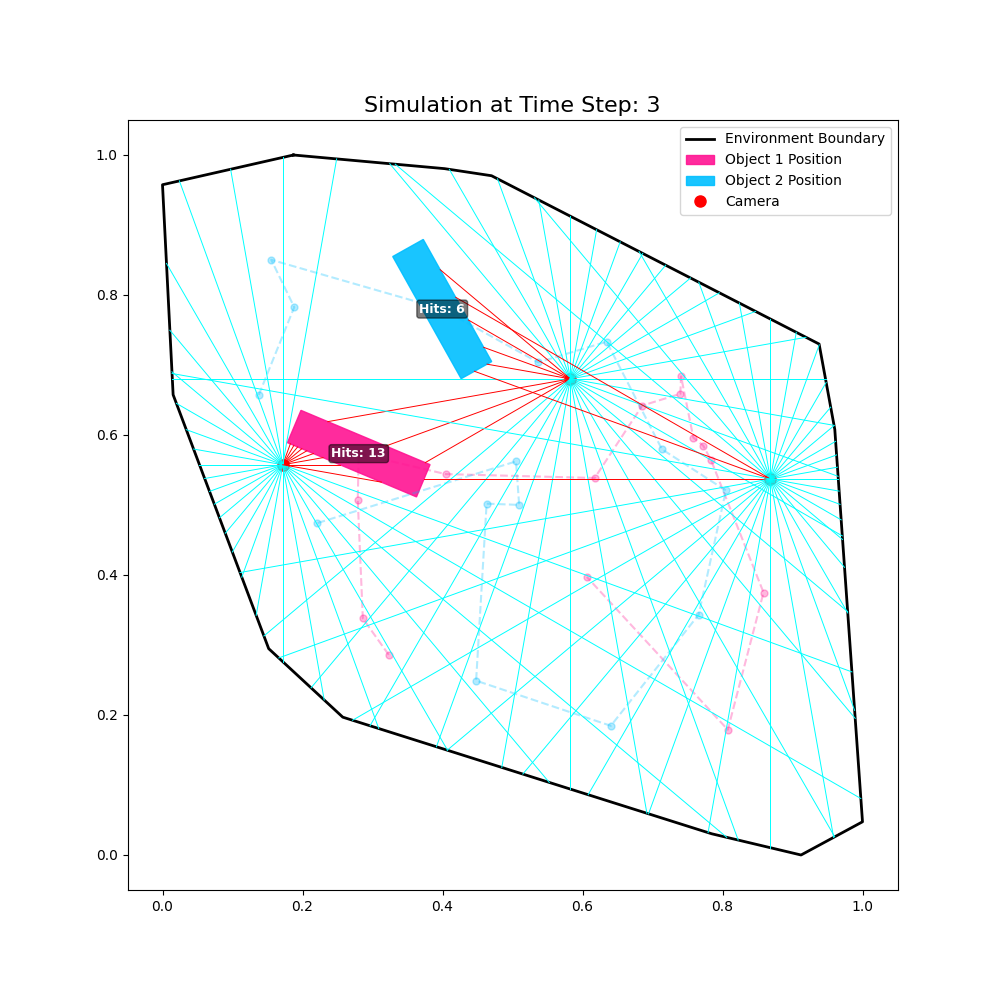 Simulation at Time Step: 3
Environment Boundary
Object 1 Position
Object 2 Position
Camera
Hits: 6
Hits: 13
1.0
0.8
0.6
0.4
0.2
0.0
0.0 0.2 0.4 0.6 0.8 1.0